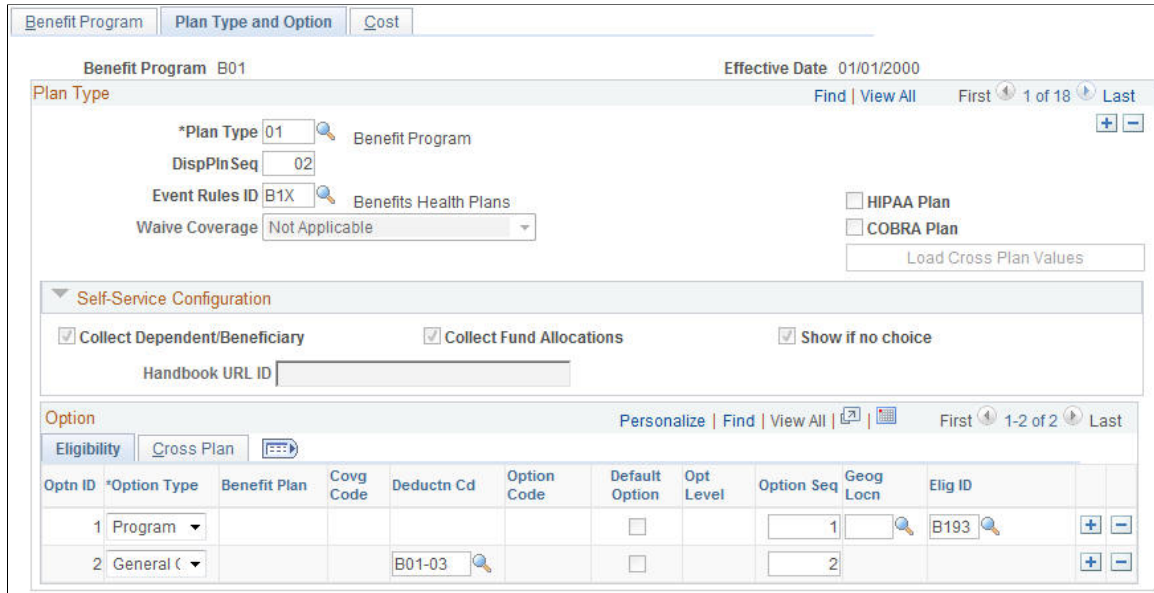 Benefit Program Plan Type and Option Cost
Benefit Program B01 Effective Date 01/01/2000
Plan Type Find | View All First 1 of 18 Last
*Plan Type 01 Benefit Program
DispPlnSeq 02
Event Rules ID B1X Benefits Health Plans HIPAA Plan
Waive Coverage Not Applicable COBRA Plan
Load Cross Plan Values
Self-Service Configuration
Collect Dependent/Beneficiary Collect Fund Allocations Show if no choice
Handbook URL ID
Option Personalize | Find | View All | | First 1-2 of 2 Last
Eligibility Cross Plan
Optn ID *Option Type Benefit Plan Covg Code Deductn Cd Option Code Default Option Opt Level Option Seq Geog Locn Elig ID
1 Program 1 B193
2 General ( B01-03 2